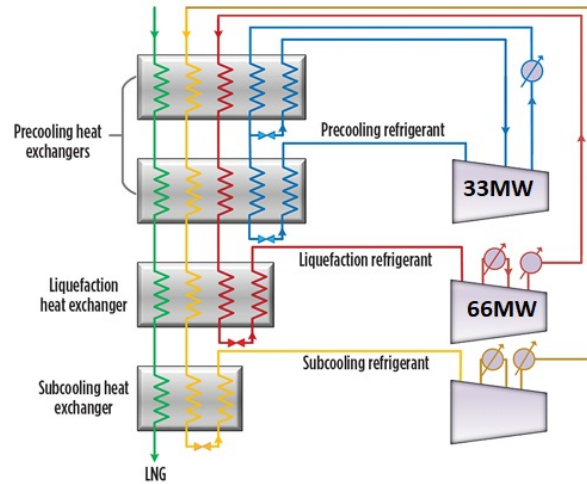 Precooling heat
exchangers
Precooling refrigerant
33MW
Liquefaction
heat exchanger
Liquefaction refrigerant
66MW
Subcooling heat
exchanger
Subcooling refrigerant
LNG